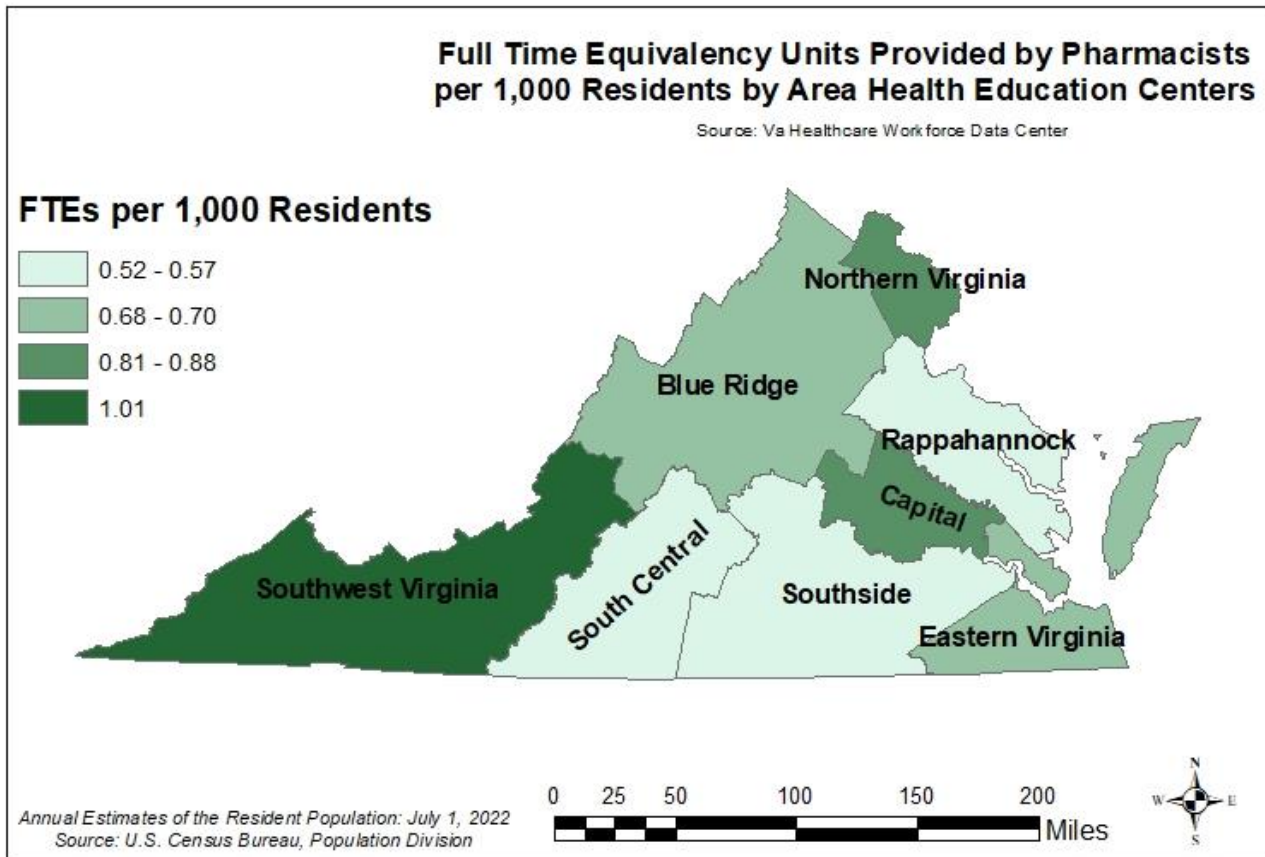 Full Time Equivalency Units Provided by Pharmacists
per 1,000 Residents by Area Health Education Centers
Source: Va Healthcare Workforce Data Center
FTEs per 1,000 Residents
0.52 - 0.57
0.68 - 0.70
0.81 - 0.88
1.01
Northern Virginia
Blue Ridge
Rappahannock
Capital
Southwest Virginia
South Central
Southside
Eastern Virginia
Annual Estimates of the Resident Population: July 1, 2022
Source: U.S. Census Bureau, Population Division
0 25 50 100 150 200
Miles
N
W E
S